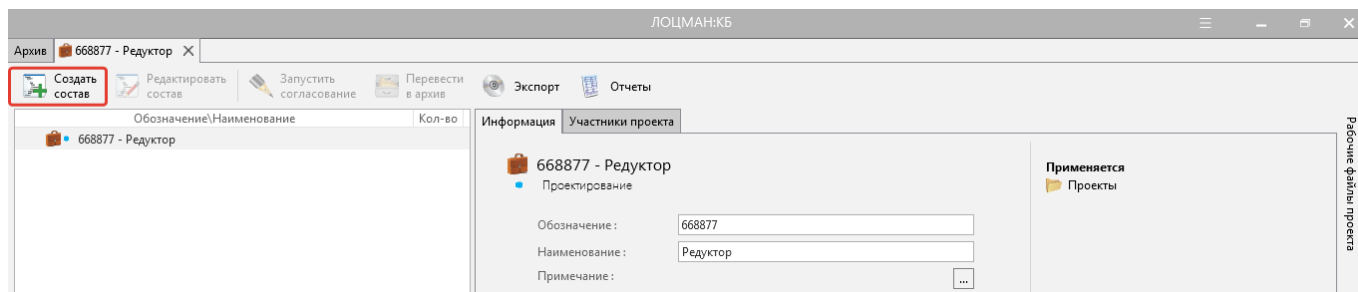 ЛОЦМАН:КБ
Архив 668877 - Редуктор
Создать состав
Редактировать состав
Запустить согласование
Перевести в архив
Экспорт
Отчеты
Обозначение\Наименование Кол-во
668877 - Редуктор
Информация Участники проекта
668877 - Редуктор
Проектирование
Обозначение: 668877
Наименование: Редуктор
Примечание: ...
Применяется
Проекты
Рабочие файлы проекта